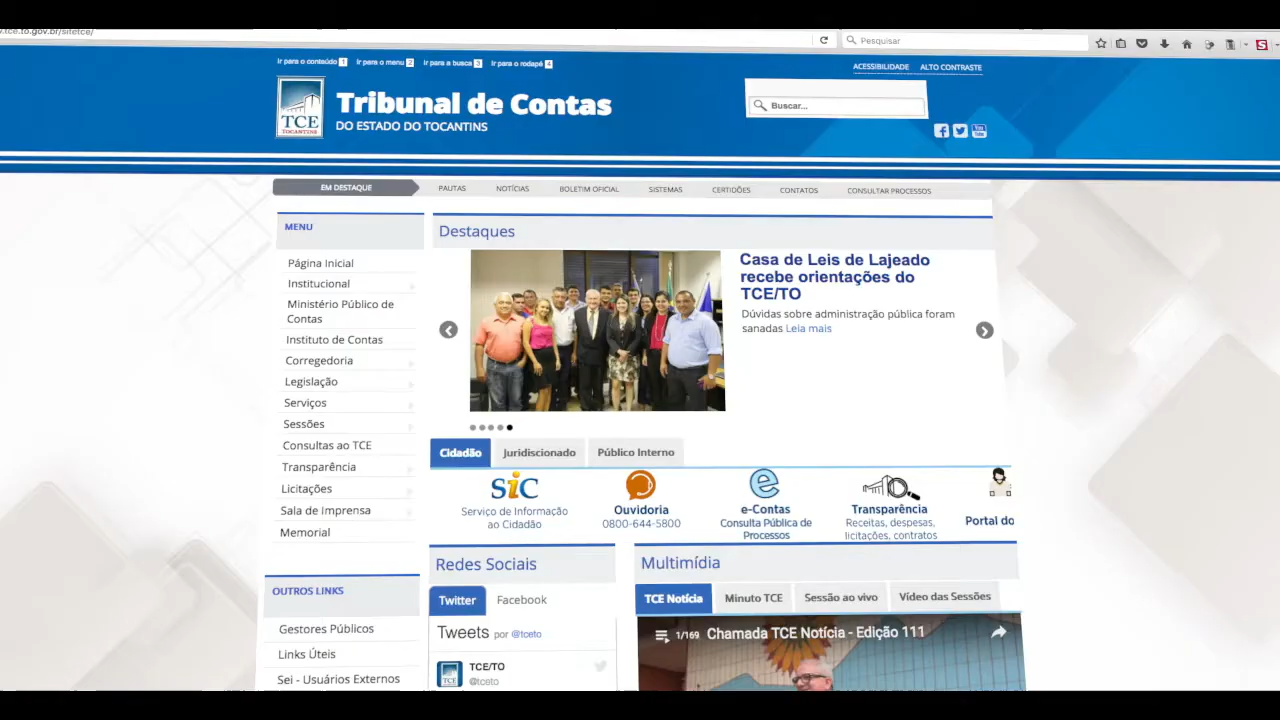 .tce.to.gov.br/sitetce/
Pesquisar
Ir para o conteúdo 1 Ir para o menu 2 Ir para a busca 3 Ir para o rodapé 4
ACESSIBILIDADE ALTO CONTRASTE
TCE
TOCANTINS
Tribunal de Contas
DO ESTADO DO TOCANTINS
Buscar...
You
Tube
EM DESTAQUE PAUTAS NOTÍCIAS BOLETIM OFICIAL SISTEMAS CERTIDÕES CONTATOS CONSULTAR PROCESSOS
MENU
Página Inicial
Institucional
Ministério Público de
Contas
Instituto de Contas
Corregedoria
Legislação
Serviços
Sessões
Consultas ao TCE
Transparência
Licitações
Sala de Imprensa
Memorial
OUTROS LINKS
Gestores Públicos
Links Úteis
Sei - Usuários Externos
Destaques
Casa de Leis de Lajeado
recebe orientações do
TCE/TO
Dúvidas sobre administração pública foram
sanadas Leia mais
Cidadão Juridiscionado Público Interno
SiC
Serviço de Informação
ao Cidadão
Ouvidoria
0800-644-5800
e-Contas
Consulta Pública de
Processos
Transparência
Receitas, despesas,
licitações, contratos
Portal do
Redes Sociais
Twitter Facebook
Tweets por @tceto
TCE
TCE/TO
@tceto
Multimídia
TCE Notícia Minuto TCE Sessão ao vivo Vídeo das Sessões
1/169 Chamada TCE Notícia - Edição 111